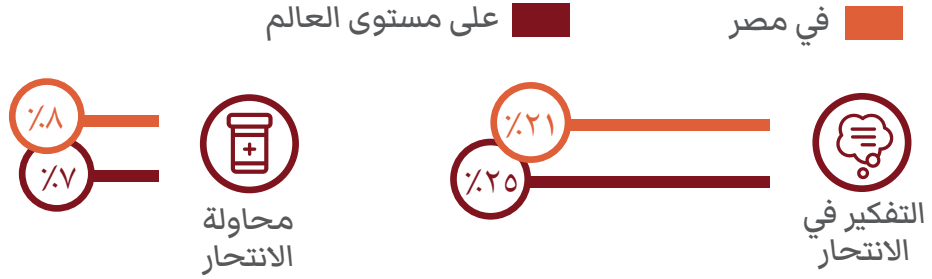 في مصر
على مستوى العالم
٪٢١
٪٢٥
التفكير في
الانتحار
٪٨
٪٧
محاولة
الانتحار